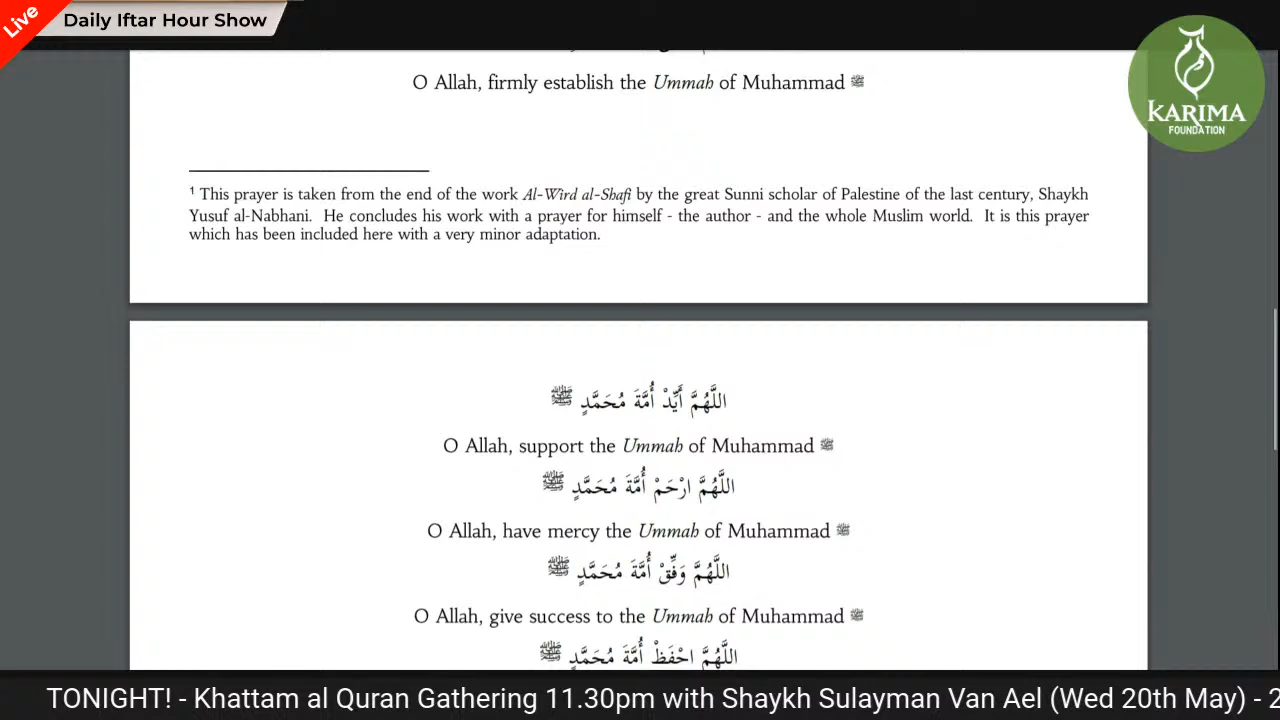 Live
Daily Iftar Hour Show
KARIMA
FOUNDATION
O Allah, firmly establish the Ummah of Muhammad ﷺ
¹ This prayer is taken from the end of the work Al-Wird al-Shafi by the great Sunni scholar of Palestine of the last century, Shaykh
Yusuf al-Nabhani. He concludes his work with a prayer for himself - the author - and the whole Muslim world. It is this prayer
which has been included here with a very minor adaptation.
اللَّهُمَّ أَيِّدْ أُمَّةَ مُحَمَّدٍ ﷺ
O Allah, support the Ummah of Muhammad ﷺ
اللَّهُمَّ ارْحَمْ أُمَّةَ مُحَمَّدٍ ﷺ
O Allah, have mercy the Ummah of Muhammad ﷺ
اللَّهُمَّ وَفِّقْ أُمَّةَ مُحَمَّدٍ ﷺ
O Allah, give success to the Ummah of Muhammad ﷺ
اللَّهُمَّ احْفَظْ أُمَّةَ مُحَمَّدٍ ﷺ
TONIGHT! - Khattam al Quran Gathering 11.30pm with Shaykh Sulayman Van Ael (Wed 20th May) - 2